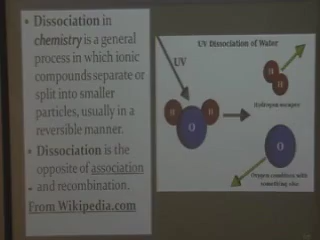 • Dissociation in
chemistry is a general
process in which ionic
compounds separate or
split into smaller
particles, usually in a
reversible manner.
• Dissociation is the
opposite of association
- and recombination.
From Wikipedia.com
UV Dissociation of Water
UV
H
H
H
H
O
Hydrogen escapes
O
Oxygen combines with
something else